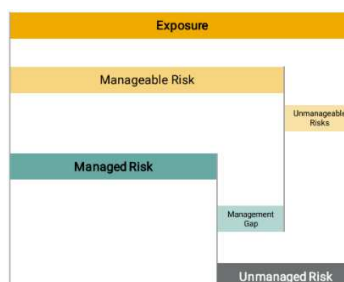 Exposure
Manageable Risk
Unmanageable
Risks
Managed Risk
Management
Gap
Unmanaged Risk